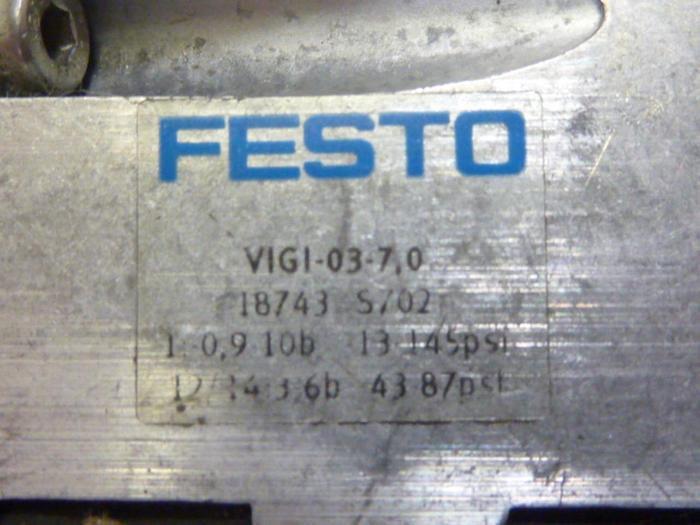 FESTO
VIGI-03-7,0
18743 S702
1: -0,9 10b 13 145psi
12/14:3,6b 43 87psi